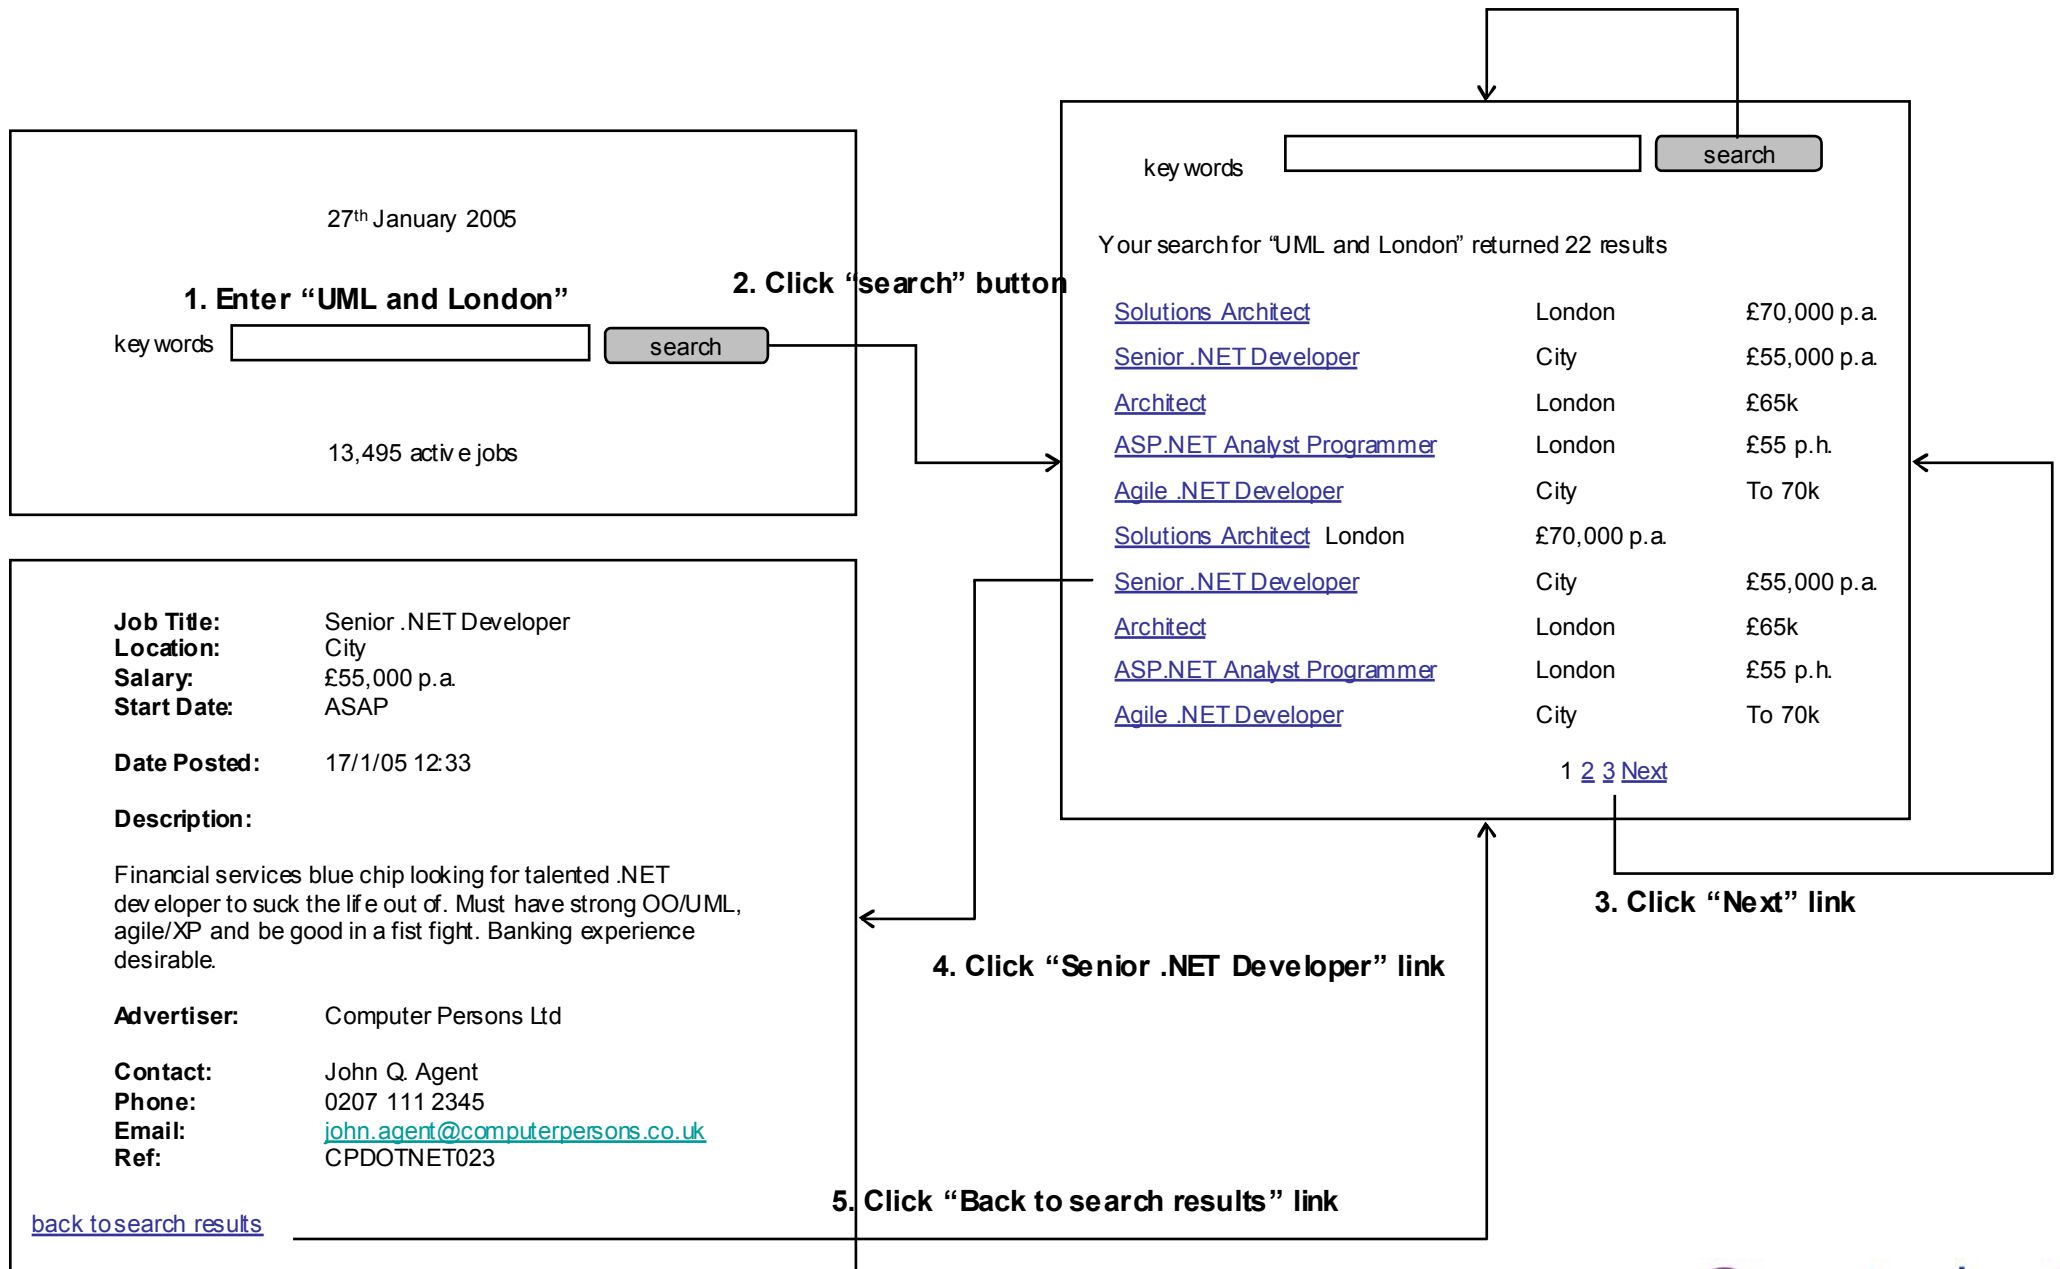 27th January 2005
1. Enter “UML and London”
2. Click “search” button
key words
search
13,495 active jobs
key words
search
Your search for “UML and London” returned 22 results
Solutions Architect London £70,000 p.a.
Senior .NET Developer City £55,000 p.a.
Architect London £65k
ASP.NET Analyst Programmer London £55 p.h.
Agile .NET Developer City To 70k
Solutions Architect London £70,000 p.a.
Senior .NET Developer City £55,000 p.a.
Architect London £65k
ASP.NET Analyst Programmer London £55 p.h.
Agile .NET Developer City To 70k
1 2 3 Next
3. Click “Next” link
4. Click “Senior .NET Developer” link
Job Title: Senior .NET Developer
Location: City
Salary: £55,000 p.a.
Start Date: ASAP
Date Posted: 17/1/05 12:33
Description:
Financial services blue chip looking for talented .NET
developer to suck the life out of. Must have strong OO/UML,
agile/XP and be good in a fist fight. Banking experience
desirable.
Advertiser: Computer Persons Ltd
Contact: John Q. Agent
Phone: 0207 111 2345
Email: john.agent@computerpersons.co.uk
Ref: CPDOTNET023
5. Click “Back to search results” link
back to search results